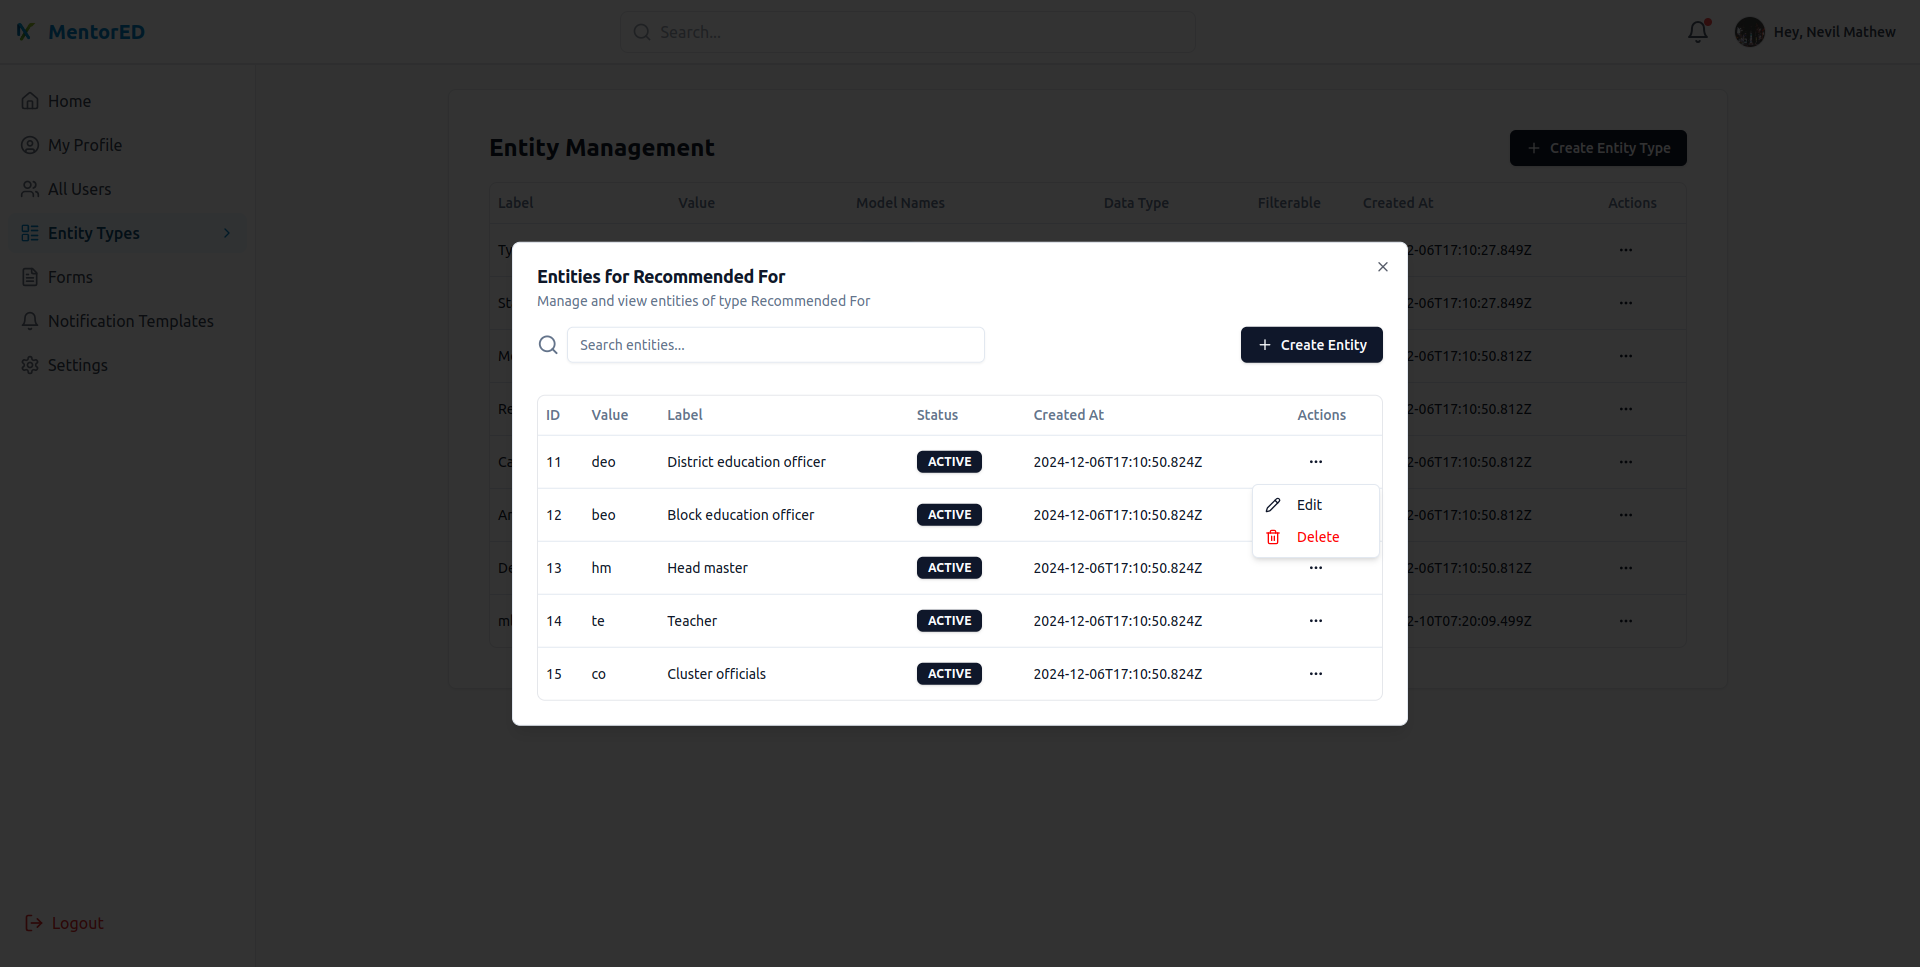 MentorED
Search...
Hey, Nevil Mathew
Home
My Profile
All Users
Entity Types
Forms
Notification Templates
Settings
Logout
Entity Management
Create Entity Type
Label Value Model Names Data Type Filterable Created At Actions
2-06T17:10:27.849Z
2-06T17:10:27.849Z
2-06T17:10:50.812Z
2-06T17:10:50.812Z
2-06T17:10:50.812Z
2-06T17:10:50.812Z
2-06T17:10:50.812Z
2-10T07:20:09.499Z
Entities for Recommended For
Manage and view entities of type Recommended For
Search entities...
Create Entity
ID Value Label Status Created At Actions
11 deo District education officer ACTIVE 2024-12-06T17:10:50.824Z
12 beo Block education officer ACTIVE 2024-12-06T17:10:50.824Z
13 hm Head master ACTIVE 2024-12-06T17:10:50.824Z
14 te Teacher ACTIVE 2024-12-06T17:10:50.824Z
15 co Cluster officials ACTIVE 2024-12-06T17:10:50.824Z
Edit
Delete